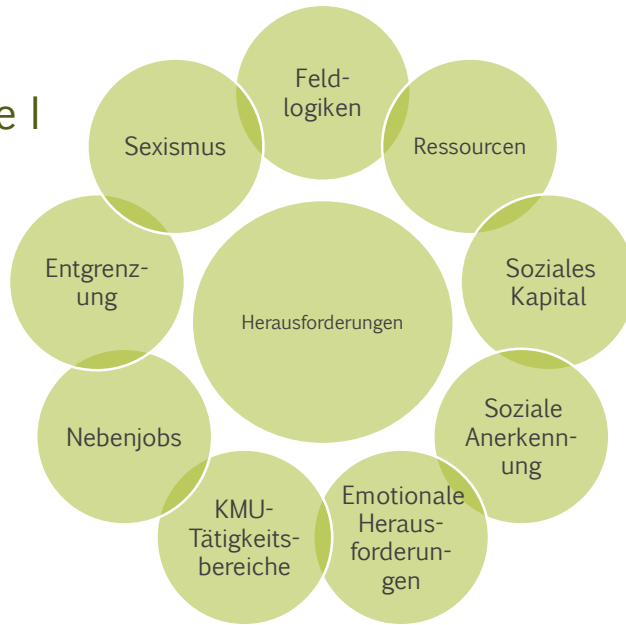 e I
Feld-
logiken
Ressourcen
Soziales
Kapital
Soziale
Anerkenn-
ung
Emotionale
Heraus-
forderun-
gen
KMU-
Tätigkeits-
bereiche
Nebenjobs
Entgrenz-
ung
Sexismus
Herausforderungen